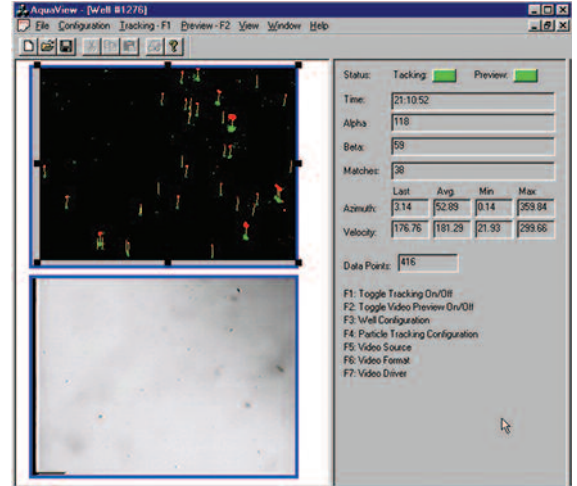 AquaView - [Well #1276]
File Configuration Tracking - F1 Preview - F2 View Window Help
Status: Tacking: Preview:
Time: 21:10:52
Alpha 118
Beta: 59
Matches: 38
Last Avg. Min Max
Azimuth: 3.14 52.89 0.14 359.84
Velocity: 176.76 181.29 21.93 299.66
Data Points: 416
F1: Toggle Tracking On/Off
F2: Toggle Video Preview On/Off
F3: Well Configuration
F4: Particle Tracking Configuration
F5: Video Source
F6: Video Format
F7: Video Driver